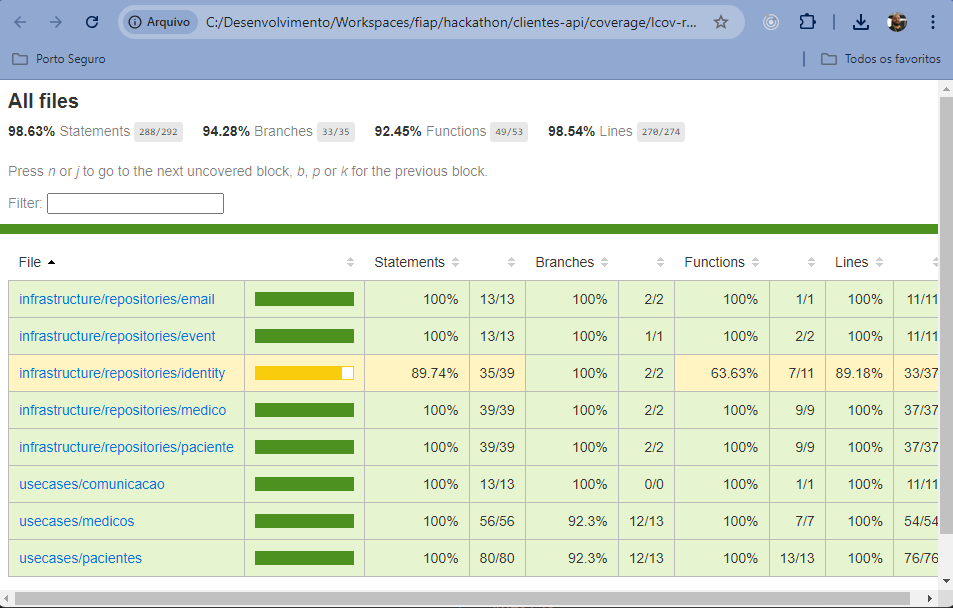 Arquivo C:/Desenvolvimento/Workspaces/fiap/hackathon/clientes-api/coverage/lcov-r...
Porto Seguro Todos os favoritos
All files
98.63% Statements 288/292 94.28% Branches 33/35 92.45% Functions 49/53 98.54% Lines 270/274
Press n or j to go to the next uncovered block, b, p or k for the previous block.
Filter:
File Statements Branches Functions Lines
infrastructure/repositories/email 100% 13/13 100% 2/2 100% 1/1 100% 11/11
infrastructure/repositories/event 100% 13/13 100% 1/1 100% 2/2 100% 11/11
infrastructure/repositories/identity 89.74% 35/39 100% 2/2 63.63% 7/11 89.18% 33/37
infrastructure/repositories/medico 100% 39/39 100% 2/2 100% 9/9 100% 37/37
infrastructure/repositories/paciente 100% 39/39 100% 2/2 100% 9/9 100% 37/37
usecases/comunicacao 100% 13/13 100% 0/0 100% 1/1 100% 11/11
usecases/medicos 100% 56/56 92.3% 12/13 100% 7/7 100% 54/54
usecases/pacientes 100% 80/80 92.3% 12/13 100% 13/13 100% 76/76